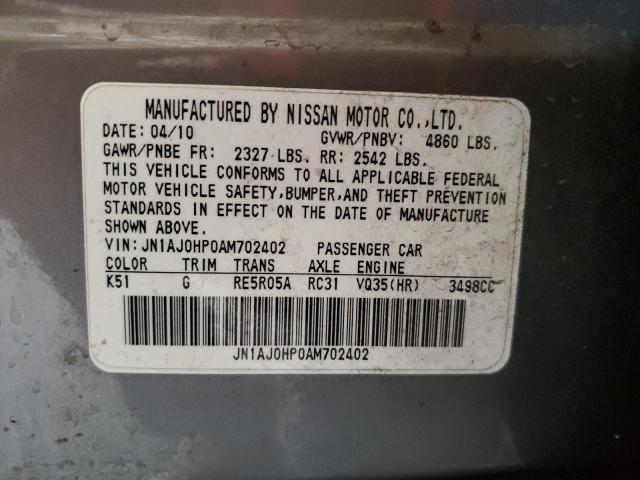 MANUFACTURED BY NISSAN MOTOR CO.,LTD.
DATE: 04/10 GVWR/PNBV: 4860 LBS.
GAWR/PNBE FR: 2327 LBS. RR: 2542 LBS.
THIS VEHICLE CONFORMS TO ALL APPLICABLE FEDERAL
MOTOR VEHICLE SAFETY,BUMPER,AND THEFT PREVENTION
STANDARDS IN EFFECT ON THE DATE OF MANUFACTURE
SHOWN ABOVE.
VIN: JN1AJ0HP0AM702402 PASSENGER CAR
COLOR TRIM TRANS AXLE ENGINE
K51 G RE5R05A RC31 VQ35(HR) 3498CC
JN1AJ0HP0AM702402